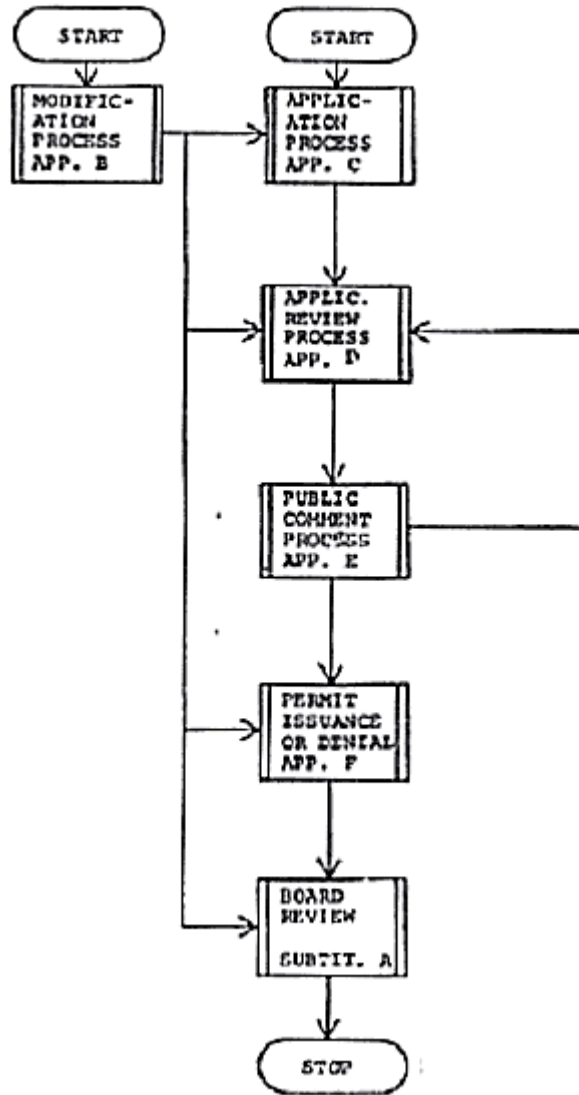 START
START
MODIFIC-
ATION
PROCESS
APP. B
APPLIC-
ATION
PROCESS
APP. C
APPLIC.
REVIEW
PROCESS
APP. D
PUBLIC
COMMENT
PROCESS
APP. E
PERMIT
ISSUANCE
OR DENIAL
APP. F
BOARD
REVIEW
SUBTIT. A
STOP